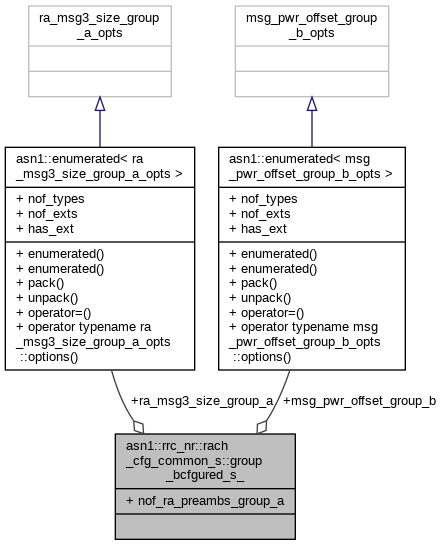 ra_msg3_size_group
_a_opts
msg_pwr_offset_group
_b_opts
asn1::enumerated< ra
_msg3_size_group_a_opts >
+ nof_types
+ nof_exts
+ has_ext
+ enumerated()
+ enumerated()
+ pack()
+ unpack()
+ operator=()
+ operator typename ra
_msg3_size_group_a_opts
::options()
asn1::enumerated< msg
_pwr_offset_group_b_opts >
+ nof_types
+ nof_exts
+ has_ext
+ enumerated()
+ enumerated()
+ pack()
+ unpack()
+ operator=()
+ operator typename msg
_pwr_offset_group_b_opts
::options()
+ra_msg3_size_group_a
+msg_pwr_offset_group_b
asn1::rrc_nr::rach
_cfg_common_s::group
_bcfgured_s_
+ nof_ra_preambs_group_a